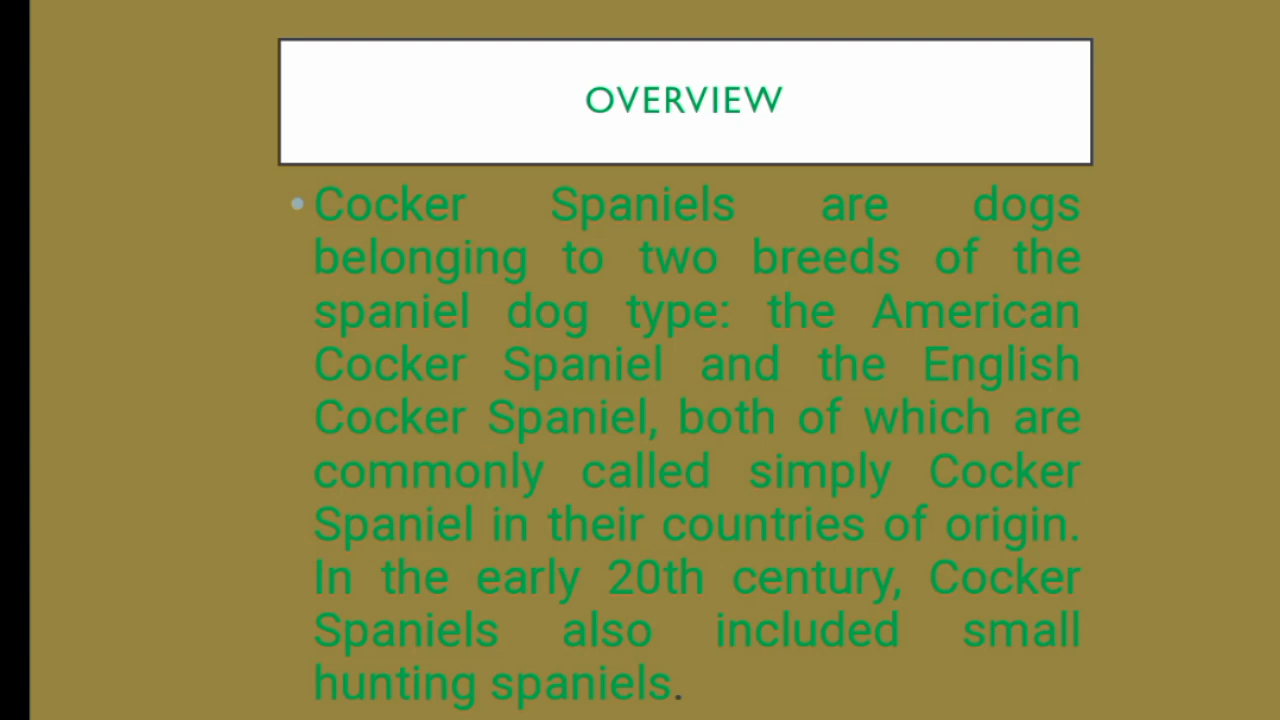 OVERVIEW
• Cocker Spaniels are dogs
belonging to two breeds of the
spaniel dog type: the American
Cocker Spaniel and the English
Cocker Spaniel, both of which are
commonly called simply Cocker
Spaniel in their countries of origin.
In the early 20th century, Cocker
Spaniels also included small
hunting spaniels.